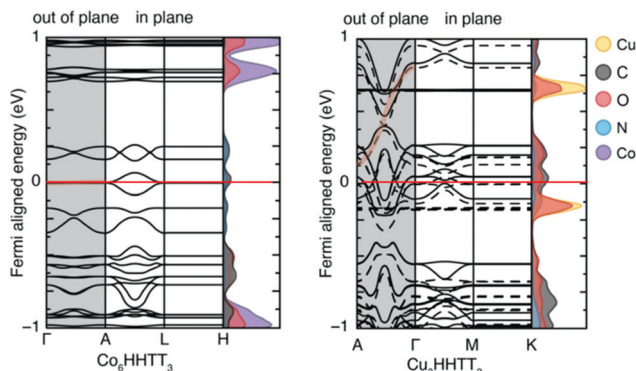 out of plane in plane
out of plane in plane
1
0
−1
Fermi aligned energy (eV)
Γ A L H
Co6HHTT3
1
0
−1
Fermi aligned energy (eV)
A Γ M K
Cu
C
O
N
Co